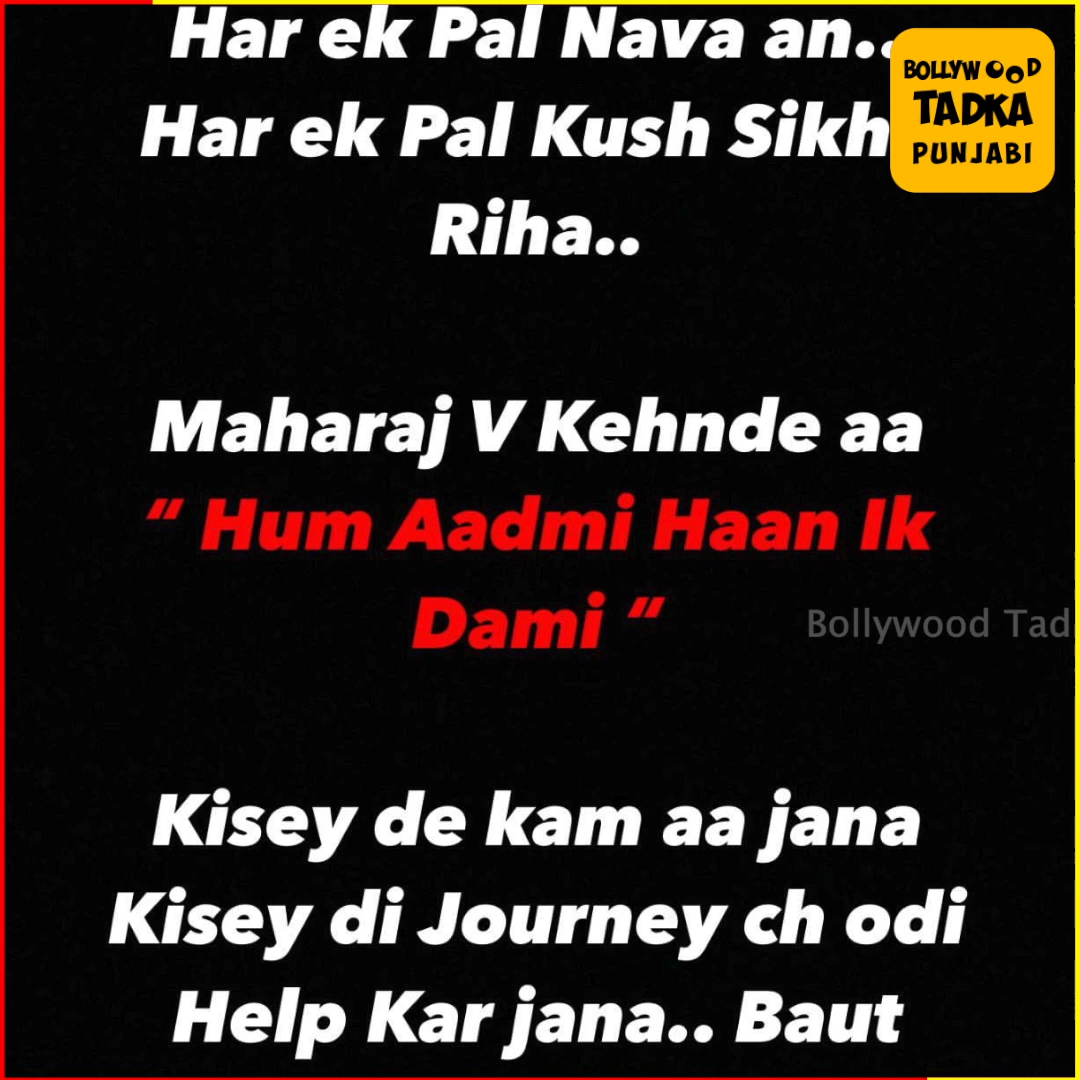 Har ek Pal Nava an..
Har ek Pal Kush Sikh
Riha..
BOLLYWOOD
TADKA
PUNJABI
Maharaj V Kehnde aa
“ Hum Aadmi Haan Ik
Dami “
Bollywood Tad
Kisey de kam aa jana
Kisey di Journey ch odi
Help Kar jana.. Baut